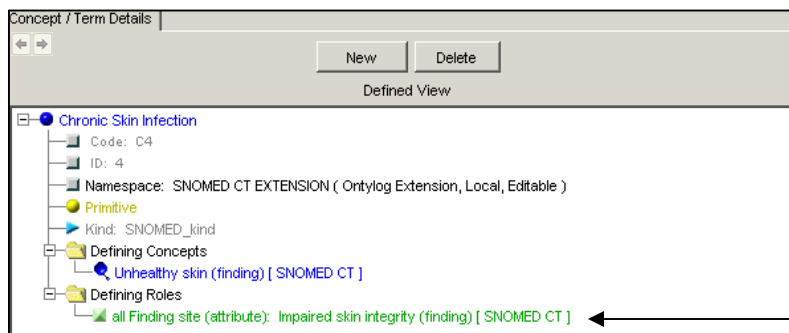 Concept / Term Details
New Delete
Defined View
Chronic Skin Infection
Code: C4
ID: 4
Namespace: SNOMED CT EXTENSION ( Ontylog Extension, Local, Editable )
Primitive
Kind: SNOMED_kind
Defining Concepts
Unhealthy skin (finding) [ SNOMED CT ]
Defining Roles
all Finding site (attribute): Impaired skin integrity (finding) [ SNOMED CT ]